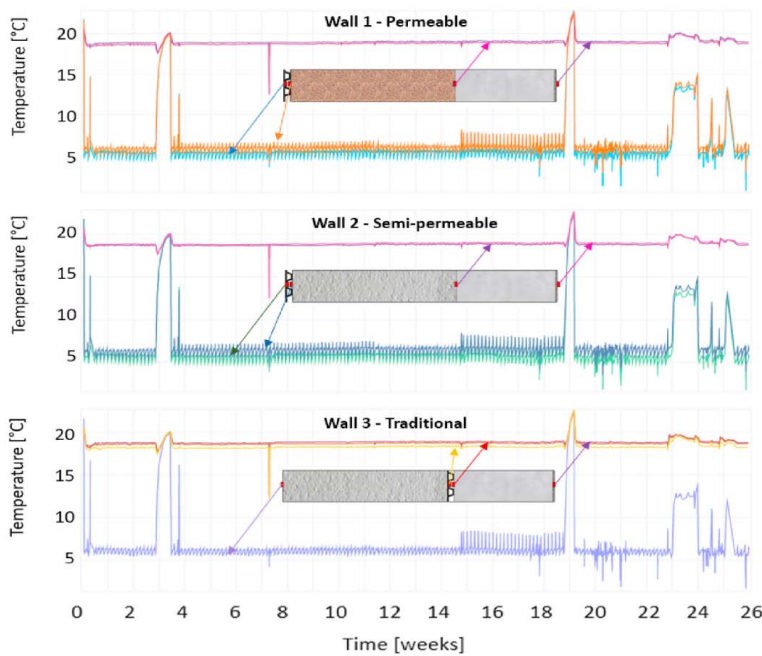 Wall 1 - Permeable
Temperature [°C]
20
15
10
5
Wall 2 - Semi-permeable
Temperature [°C]
20
15
10
5
Wall 3 - Traditional
Temperature [°C]
20
15
10
5
0 2 4 6 8 10 12 14 16 18 20 22 24 26
Time [weeks]